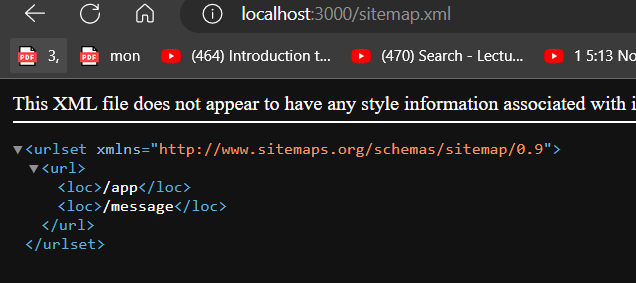 localhost:3000/sitemap.xml
PDF 3, PDF mon (464) Introduction t... (470) Search - Lectu... 1 5:13 No
This XML file does not appear to have any style information associated with i
▼<urlset xmlns="http://www.sitemaps.org/schemas/sitemap/0.9">
▼<url>
<loc>/app</loc>
<loc>/message</loc>
</url>
</urlset>